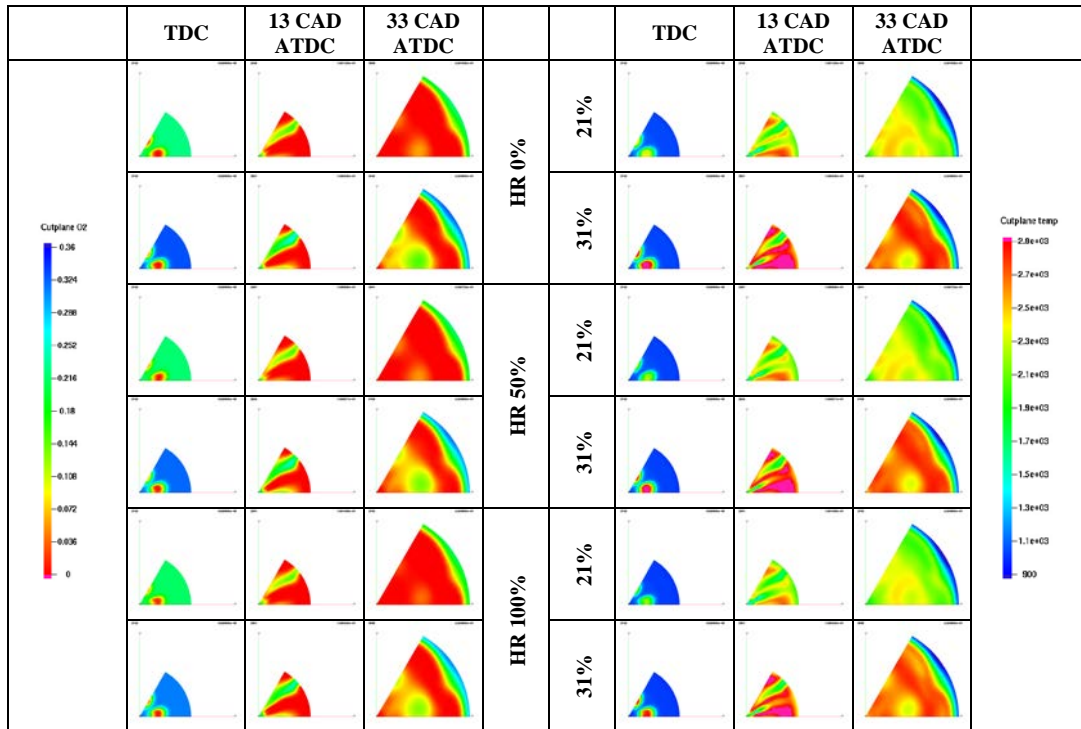 TDC
13 CAD
ATDC
33 CAD
ATDC
TDC
13 CAD
ATDC
33 CAD
ATDC
Cutplane O2
0.36
0.324
0.288
0.252
0.216
0.18
0.144
0.108
0.072
0.036
0
HR 0%
21%
31%
HR 50%
21%
31%
HR 100%
21%
31%
Cutplane temp
2.9e+03
2.7e+03
2.5e+03
2.3e+03
2.1e+03
1.9e+03
1.7e+03
1.5e+03
1.3e+03
1.1e+03
900